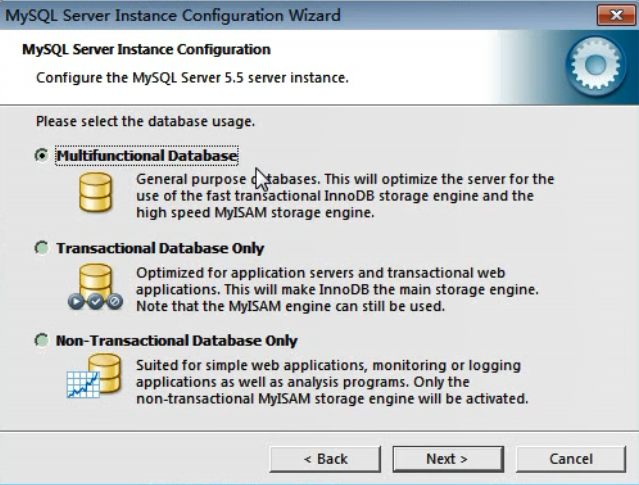 MySQL Server Instance Configuration Wizard
MySQL Server Instance Configuration
Configure the MySQL Server 5.5 server instance.
Please select the database usage.
Multifunctional Database
General purpose databases. This will optimize the server for the
use of the fast transactional InnoDB storage engine and the
high speed MyISAM storage engine.
Transactional Database Only
Optimized for application servers and transactional web
applications. This will make InnoDB the main storage engine.
Note that the MyISAM engine can still be used.
Non-Transactional Database Only
Suited for simple web applications, monitoring or logging
applications as well as analysis programs. Only the
non-transactional MyISAM storage engine will be activated.
< Back
Next >
Cancel